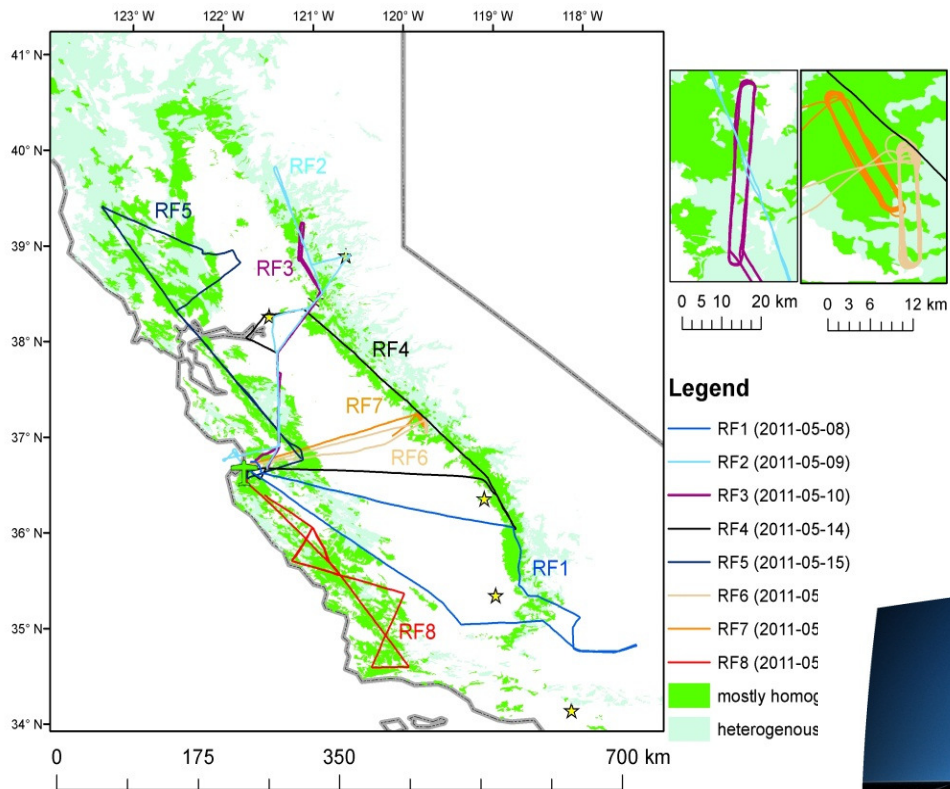 123° W 122° W 121° W 120° W 119° W 118° W
41° N
40° N
39° N
38° N
37° N
36° N
35° N
34° N
RF2
RF5
RF3
RF4
RF7
RF6
RF1
RF8
0 175 350 700 km
0 5 10 20 km
0 3 6 12 km
Legend
RF1 (2011-05-08)
RF2 (2011-05-09)
RF3 (2011-05-10)
RF4 (2011-05-14)
RF5 (2011-05-15)
RF6 (2011-05
RF7 (2011-05
RF8 (2011-05
mostly homog
heterogenous